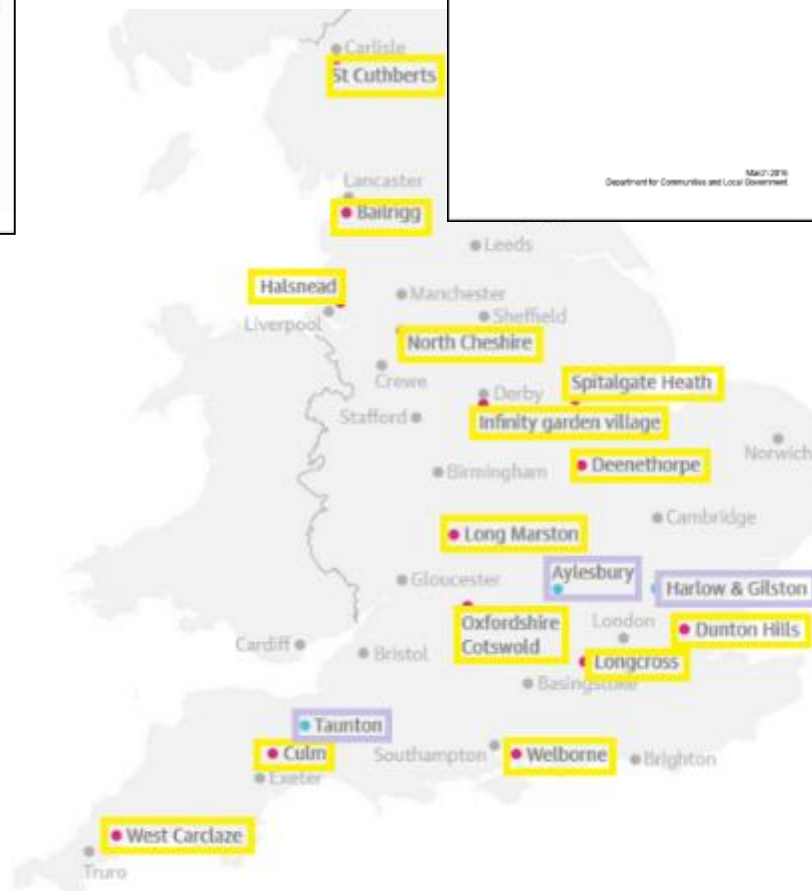 Carlisle
St Cuthberts
March 2016
Department for Communities and Local Government
Lancaster
Bailrigg
Leeds
Halsnead
Manchester
Liverpool
Sheffield
North Cheshire
Crewe
Spitalgate Heath
Derby
Stafford
Infinity garden village
Norwich
Birmingham
Deenethorpe
Cambridge
Long Marston
Aylesbury
Gloucester
Harlow & Gilston
Oxfordshire
Cotswold
London
Dunton Hills
Cardiff
Bristol
Longcross
Basingstoke
Taunton
Culm
Southampton
Welborne
Brighton
Exeter
West Carclaze
Truro